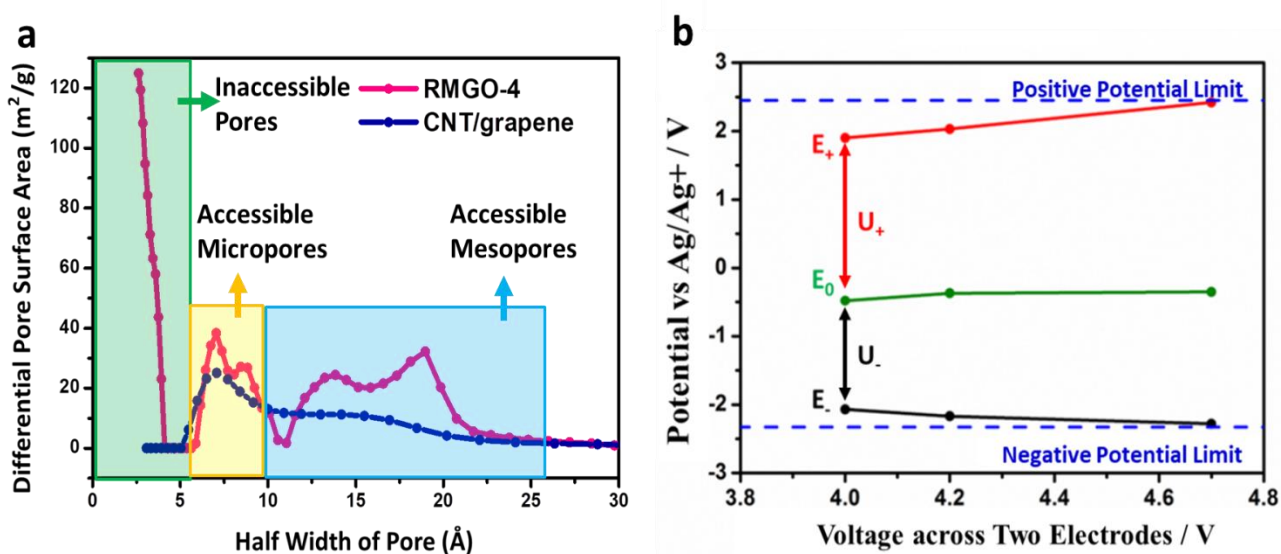 a
Differential Pore Surface Area (m²/g)
120
100
80
60
40
20
0
Inaccessible
Pores
RMGO-4
CNT/grapene
Accessible
Micropores
Accessible
Mesopores
0 5 10 15 20 25 30
Half Width of Pore (Å)
b
Potential vs Ag/Ag+ / V
3
2
1
0
-1
-2
-3
Positive Potential Limit
E+
U+
E0
U-
E-
Negative Potential Limit
3.8 4.0 4.2 4.4 4.6 4.8
Voltage across Two Electrodes / V